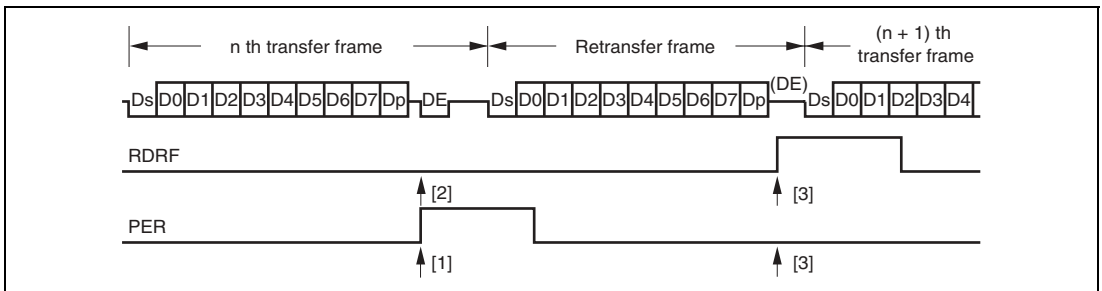 n th transfer frame Retransfer frame (n + 1) th transfer frame
Ds D0 D1 D2 D3 D4 D5 D6 D7 Dp DE Ds D0 D1 D2 D3 D4 D5 D6 D7 Dp (DE) Ds D0 D1 D2 D3 D4
RDRF
[2] [3]
PER
[1] [3]